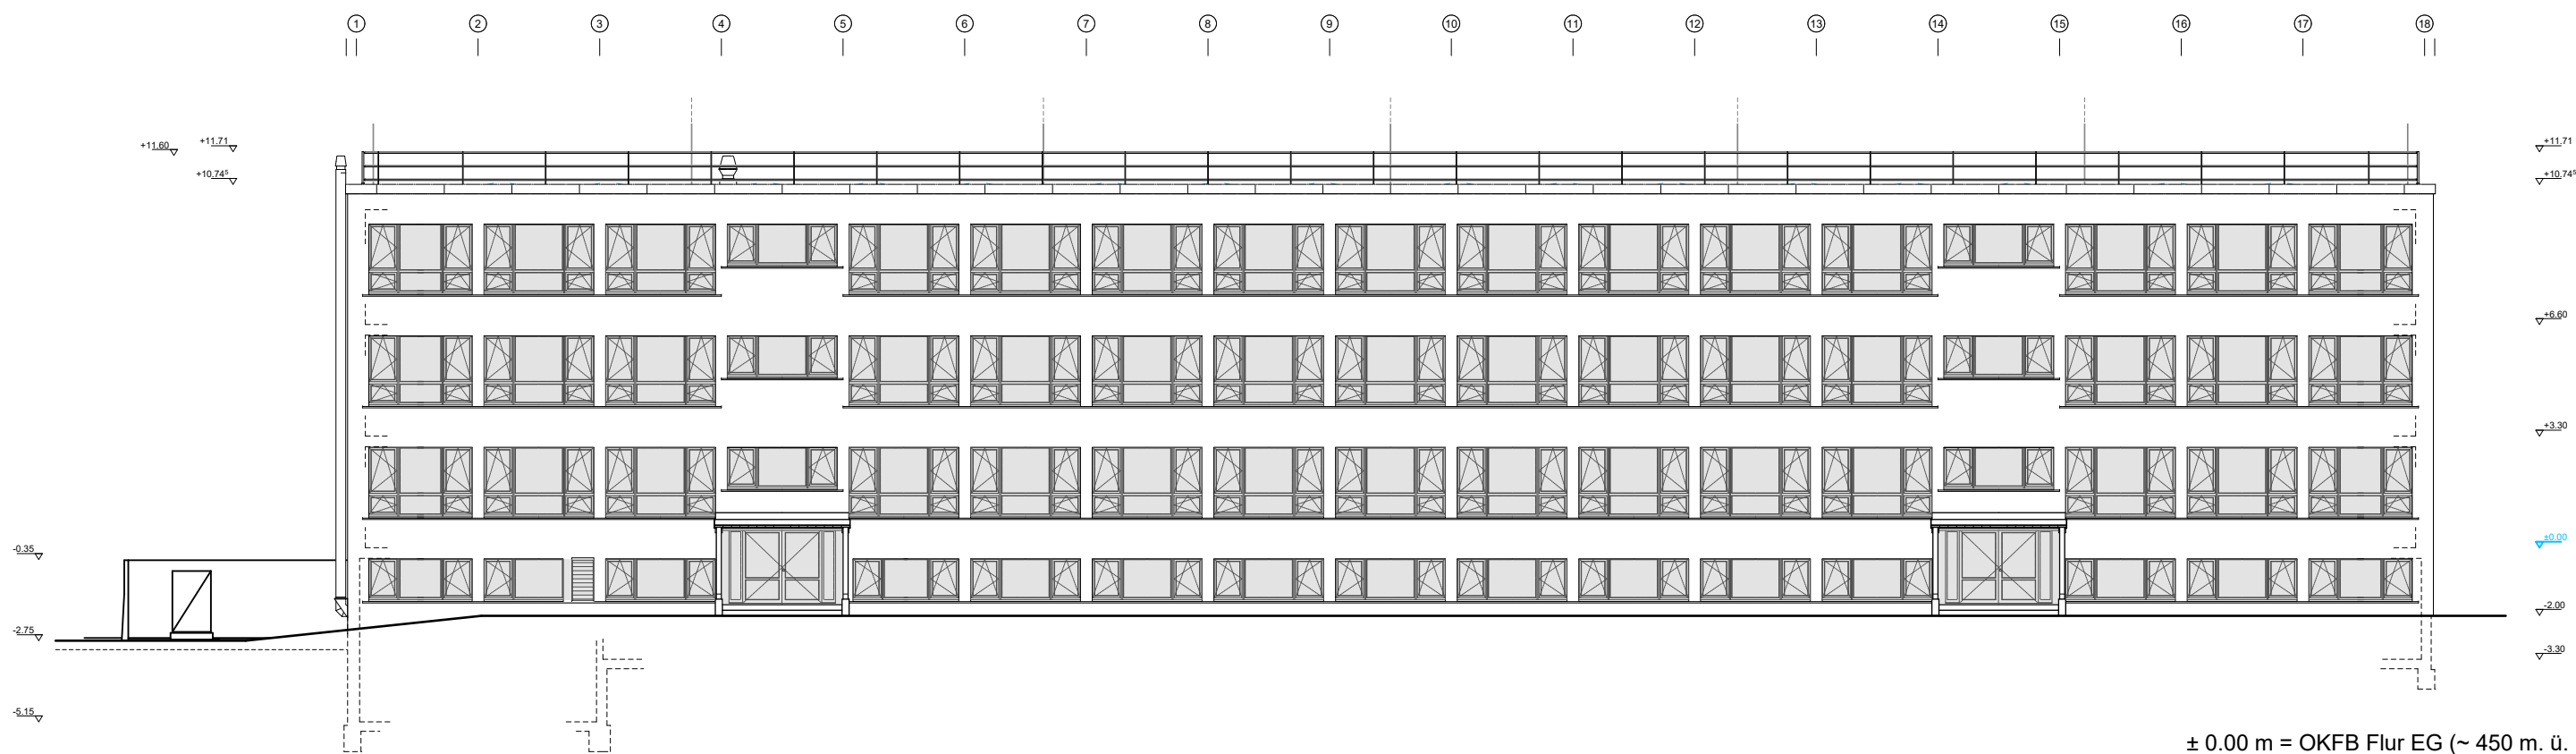 1 2 3 4 5 6 7 8 9 10 11 12 13 14 15 16 17 18
+11.60 +11.71 +11.71
+10.74⁵ +10.74⁵
+6.60
+3.30
-0.35 ±0.00
-2.75 -2.00
-3.30
-5.15
± 0.00 m = OKFB Flur EG (~ 450 m. ü.